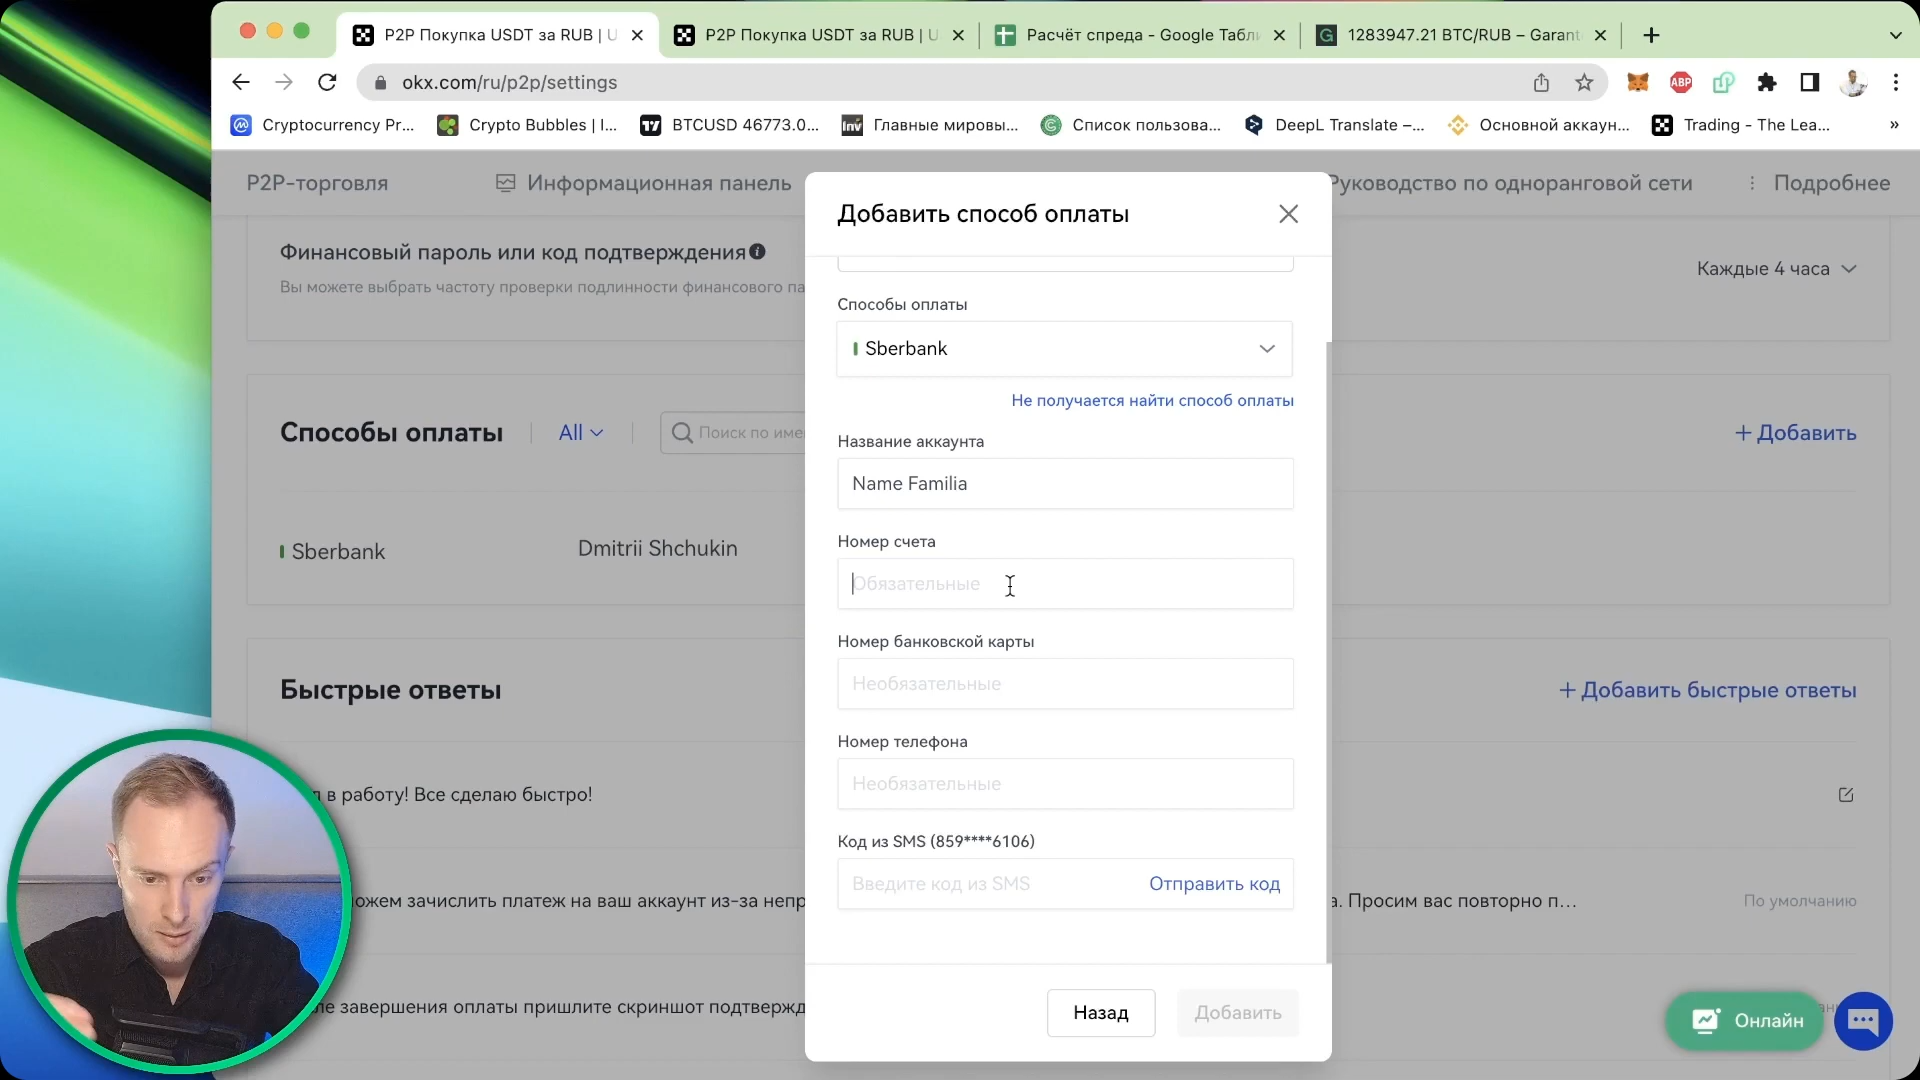 P2P Покупка USDT за RUB | U
P2P Покупка USDT за RUB | U
Расчёт спреда - Google Табли
1283947.21 BTC/RUB – Garant
okx.com/ru/p2p/settings
ABP
Cryptocurrency Pr...
Crypto Bubbles | I...
BTCUSD 46773.0...
Inv
Главные мировы...
Список пользова...
DeepL Translate –...
Основной аккаун...
Trading - The Lea...
»
P2P-торговля
Информационная панель
Руководство по одноранговой сети
Подробнее
Финансовый пароль или код подтверждения
Каждые 4 часа
Вы можете выбрать частоту проверки подлинности финансового па
Способы оплаты
All
Поиск по име
+ Добавить
Sberbank
Dmitrii Shchukin
Быстрые ответы
+ Добавить быстрые ответы
л в работу! Все сделаю быстро!
ожем зачислить платеж на ваш аккаунт из-за непр
а. Просим вас повторно п...
По умолчанию
ле завершения оплаты пришлите скриншот подтвержд
Добавить способ оплаты
Способы оплаты
Sberbank
Не получается найти способ оплаты
Название аккаунта
Name Familia
Номер счета
Обязательные
Номер банковской карты
Необязательные
Номер телефона
Необязательные
Код из SMS (859****6106)
Введите код из SMS
Отправить код
Назад
Добавить
Онлайн